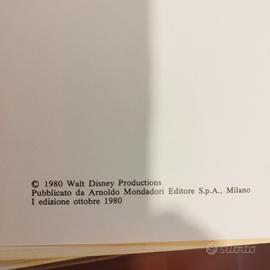 © 1980 Walt Disney Productions
Pubblicato da Arnoldo Mondadori Editore S.p.A., Milano
I edizione ottobre 1980
subito